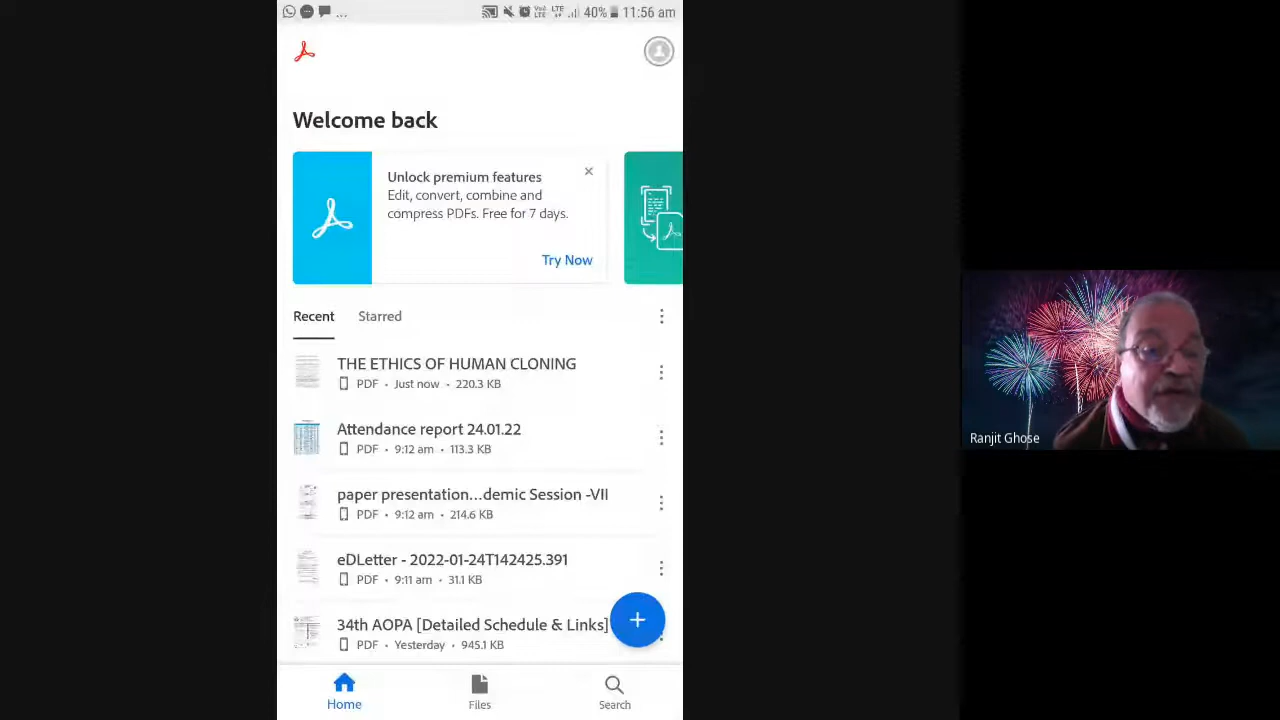 ... 40% 11:56 am
Welcome back
Unlock premium features
Edit, convert, combine and
compress PDFs. Free for 7 days.
Try Now
Recent Starred
THE ETHICS OF HUMAN CLONING
PDF • Just now • 220.3 KB
Attendance report 24.01.22
PDF • 9:12 am • 113.3 KB
paper presentation...demic Session -VII
PDF • 9:12 am • 214.6 KB
eDLetter - 2022-01-24T142425.391
PDF • 9:11 am • 31.1 KB
34th AOPA [Detailed Schedule & Links]
PDF • Yesterday • 945.1 KB
Home Files Search
Ranjit Ghose